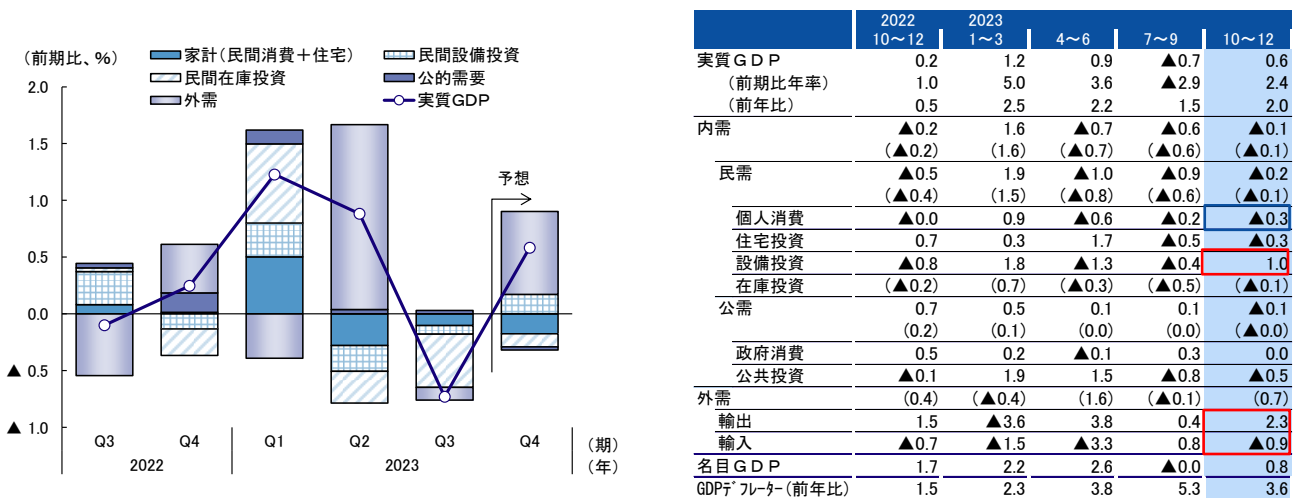 (前期比、%)
家計(民間消費+住宅)
民間設備投資
民間在庫投資
公的需要
外需
実質GDP
2.0
1.5
1.0
0.5
0.0
▲ 0.5
▲ 1.0
予想
Q3 Q4 Q1 Q2 Q3 Q4 (期)
2022 2023 (年)
2022 2023
10~12 1~3 4~6 7~9 10~12
実質GDP 0.2 1.2 0.9 ▲0.7 0.6
(前期比年率) 1.0 5.0 3.6 ▲2.9 2.4
(前年比) 0.5 2.5 2.2 1.5 2.0
内需 ▲0.2 1.6 ▲0.7 ▲0.6 ▲0.1
(▲0.2) (1.6) (▲0.7) (▲0.6) (▲0.1)
民需 ▲0.5 1.9 ▲1.0 ▲0.9 ▲0.2
(▲0.4) (1.5) (▲0.8) (▲0.6) (▲0.1)
個人消費 ▲0.0 0.9 ▲0.6 ▲0.2 ▲0.3
住宅投資 0.7 0.3 1.7 ▲0.5 ▲0.3
設備投資 ▲0.8 1.8 ▲1.3 ▲0.4 1.0
在庫投資 (▲0.2) (0.7) (▲0.3) (▲0.5) (▲0.1)
公需 0.7 0.5 0.1 0.1 ▲0.1
(0.2) (0.1) (0.0) (0.0) (▲0.0)
政府消費 0.5 0.2 ▲0.1 0.3 0.0
公共投資 ▲0.1 1.9 1.5 ▲0.8 ▲0.5
外需 (0.4) (▲0.4) (1.6) (▲0.1) (0.7)
輸出 1.5 ▲3.6 3.8 0.4 2.3
輸入 ▲0.7 ▲1.5 ▲3.3 0.8 ▲0.9
名目GDP 1.7 2.2 2.6 ▲0.0 0.8
GDPデフレーター(前年比) 1.5 2.3 3.8 5.3 3.6